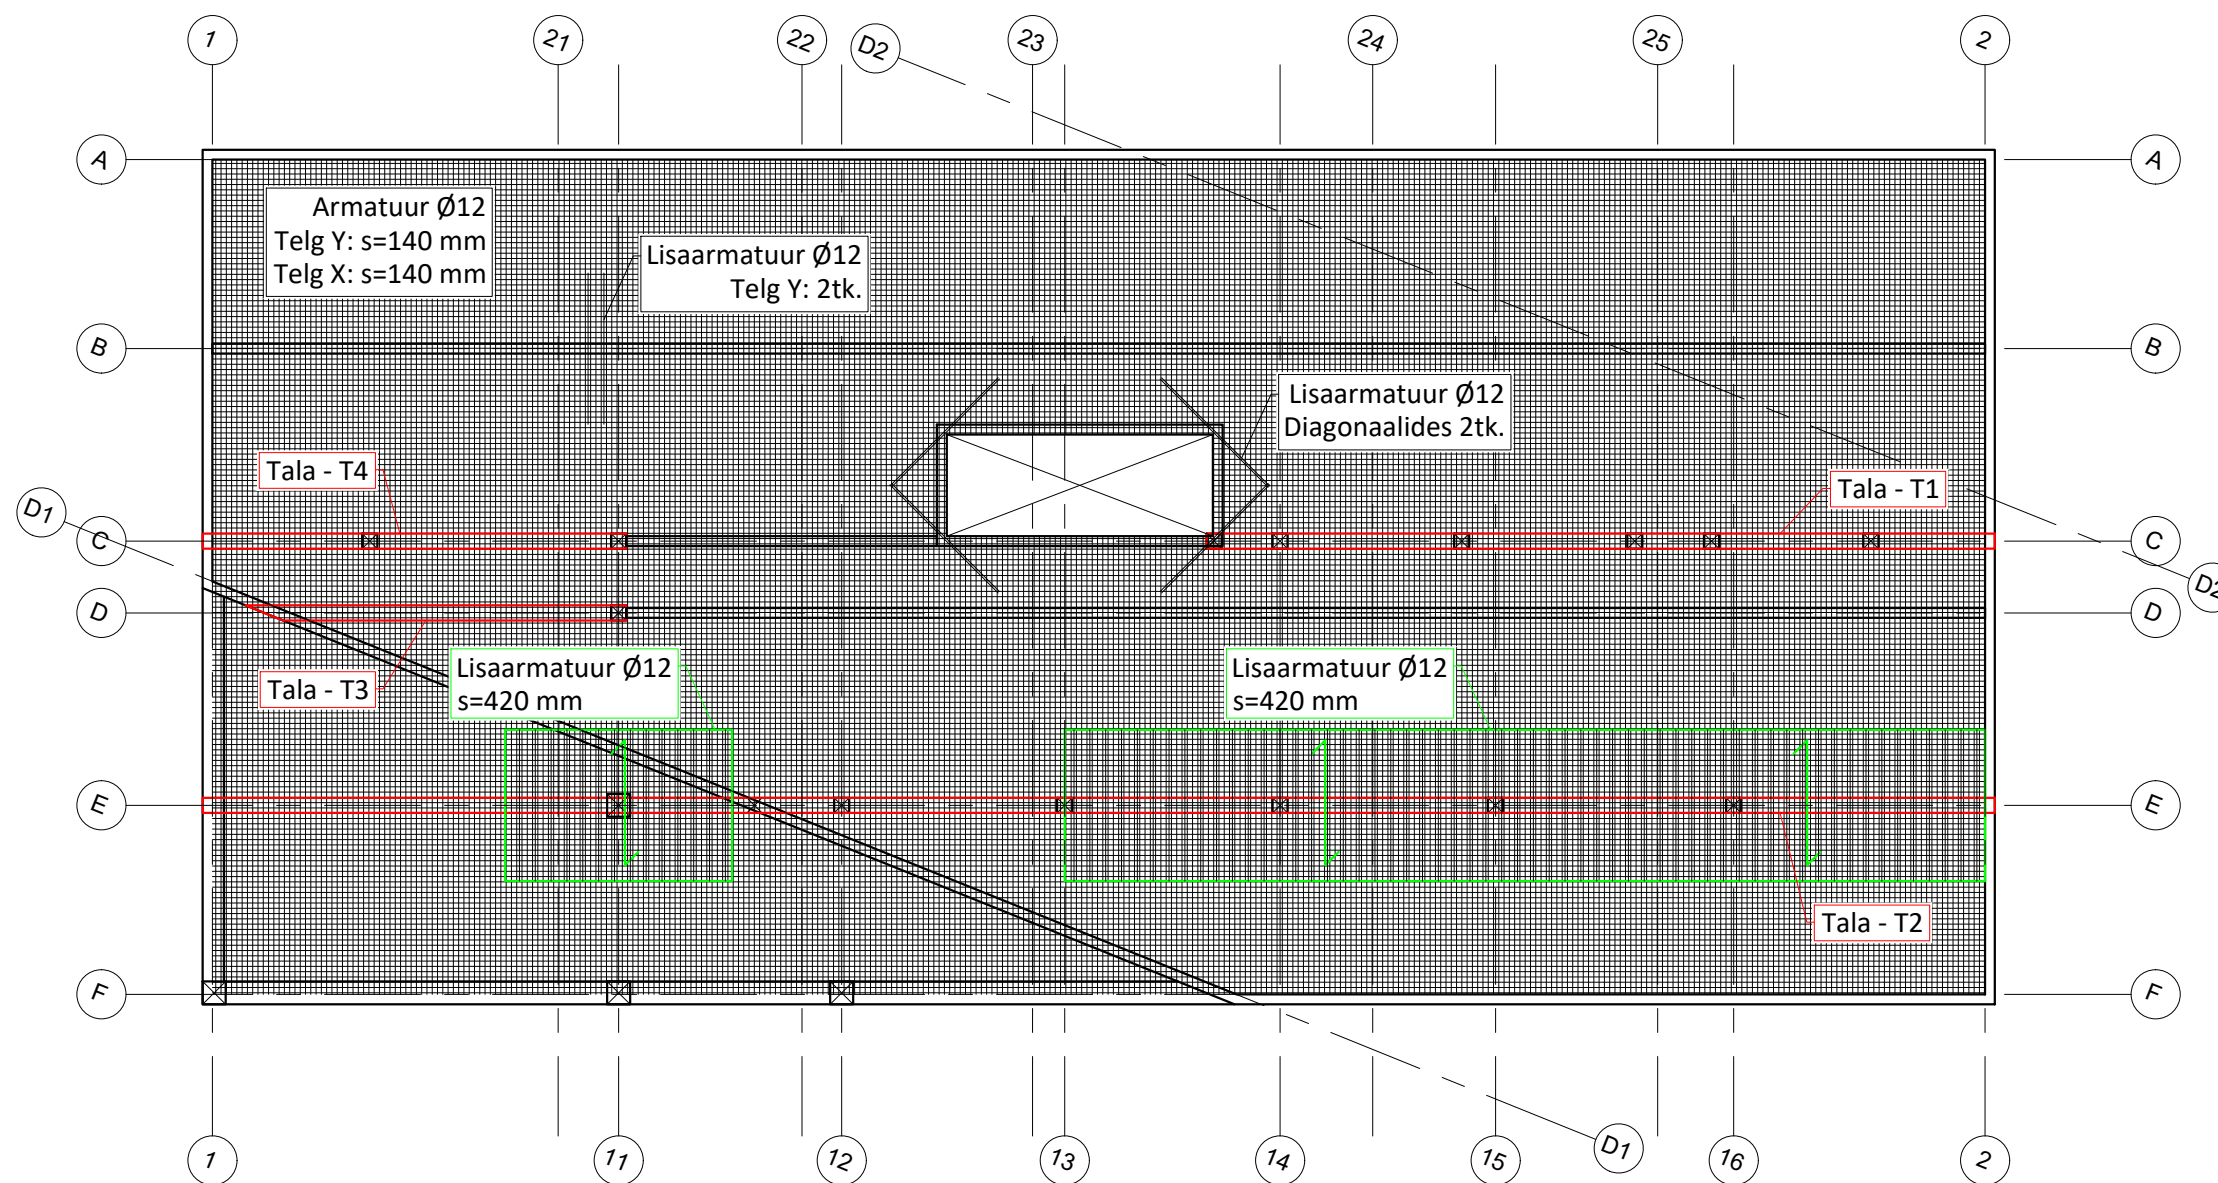 1
21
22
D2
23
24
25
2
A
A
Armatuur Ø12
Telg Y: s=140 mm
Telg X: s=140 mm
Lisaarmatuur Ø12
Telg Y: 2tk.
B
B
Lisaarmatuur Ø12
Diagonaalides 2tk.
Tala - T4
Tala - T1
D1
C
C
D2
D
D
Lisaarmatuur Ø12
s=420 mm
Lisaarmatuur Ø12
s=420 mm
Tala - T3
E
E
Tala - T2
F
F
1
11
12
13
14
15
D1
16
2